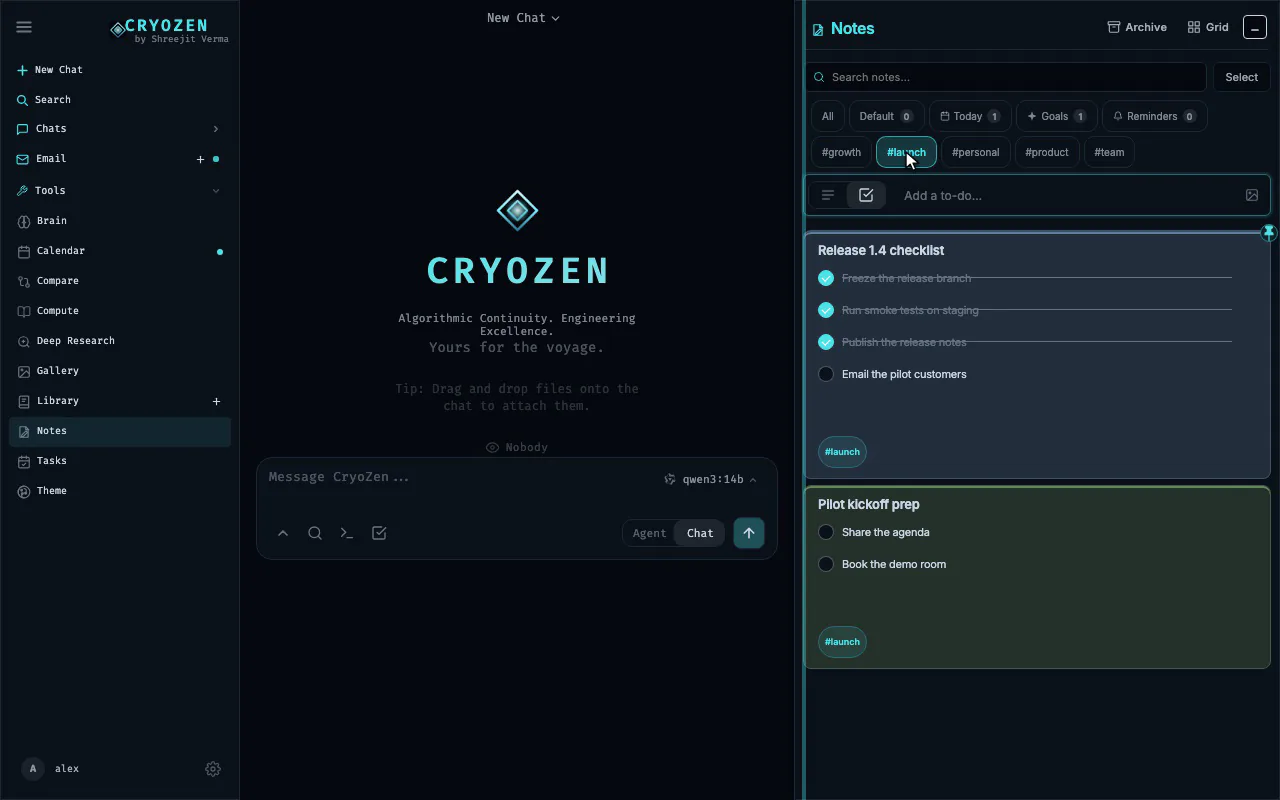 CRYOZEN
by Shreejit Verma
New Chat
Search
Chats
Email
Tools
Brain
Calendar
Compare
Compute
Deep Research
Gallery
Library
Notes
Tasks
Theme
A alex
New Chat
CRYOZEN
Algorithmic Continuity. Engineering
Excellence.
Yours for the voyage.
Tip: Drag and drop files onto the
chat to attach them.
Nobody
Message CryoZen...
qwen3:14b
Agent Chat
Notes
Archive Grid
Search notes...
Select
All Default 0 Today 1 Goals 1 Reminders 0
#growth #launch #personal #product #team
Add a to-do...
Release 1.4 checklist
Freeze the release branch
Run smoke tests on staging
Publish the release notes
Email the pilot customers
#launch
Pilot kickoff prep
Share the agenda
Book the demo room
#launch